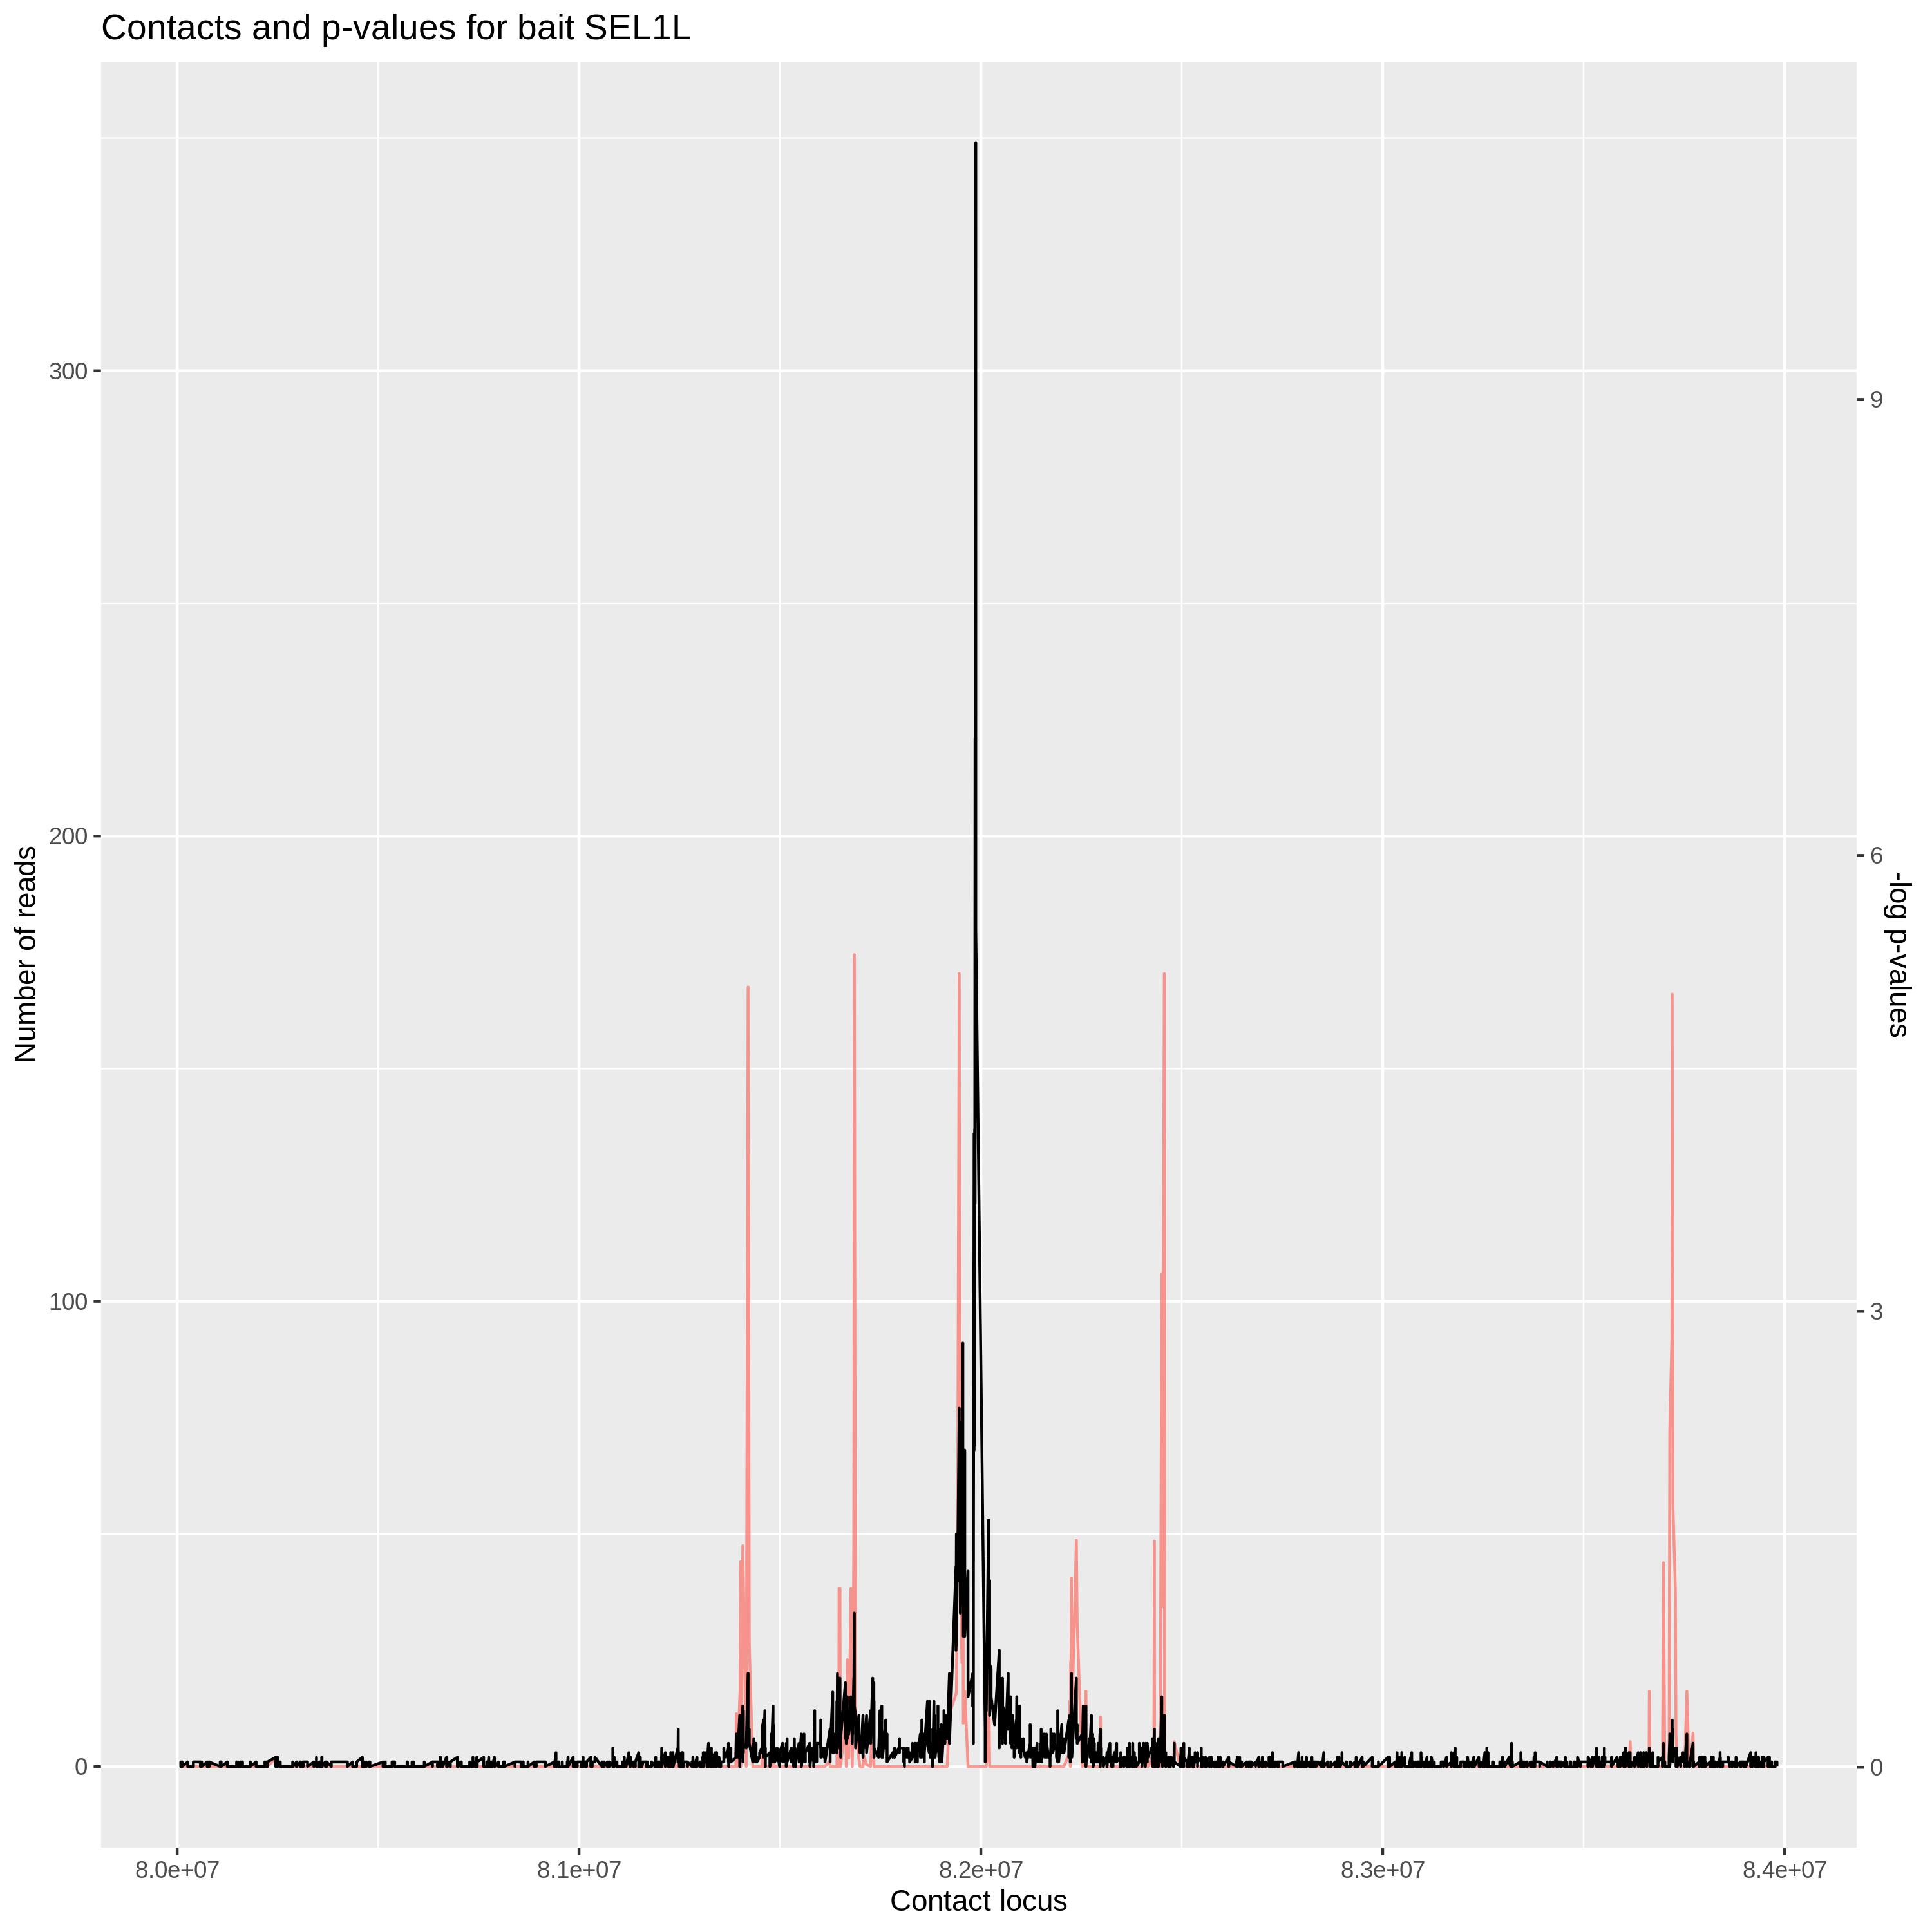 Contacts and p-values for bait SEL1L
Number of reads
300
200
100
0
9
6
3
0
-log p-values
8.0e+07
8.1e+07
8.2e+07
8.3e+07
8.4e+07
Contact locus